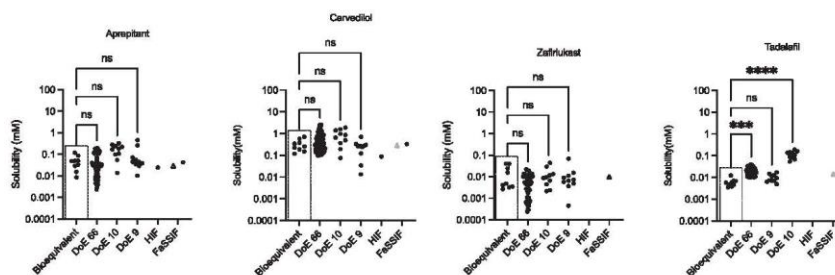 Aprepitant
Solubility (mM)
100
10
1
0.1
0.01
0.001
0.0001
ns
ns
ns
Bioequivalent
DoE 66
DoE 10
DoE 9
HIF
FaSSIF
Carvedilol
Solubility(mM)
100
10
1
0.1
0.01
0.001
0.0001
ns
ns
ns
Bioequivalent
DoE 66
DoE 10
DoE 9
HIF
FaSSIF
Zafirlukast
Solubility(mM)
100
10
1
0.1
0.01
0.001
0.0001
ns
ns
ns
Bioequivalent
DoE 66
DoE 10
DoE 9
HIF
FaSSIF
Tadalafil
Solubility(mM)
100
10
1
0.1
0.01
0.001
0.0001
****
ns
***
Bioequivalent
DoE 66
DoE 9
DoE 10
HIF
FaSSIF